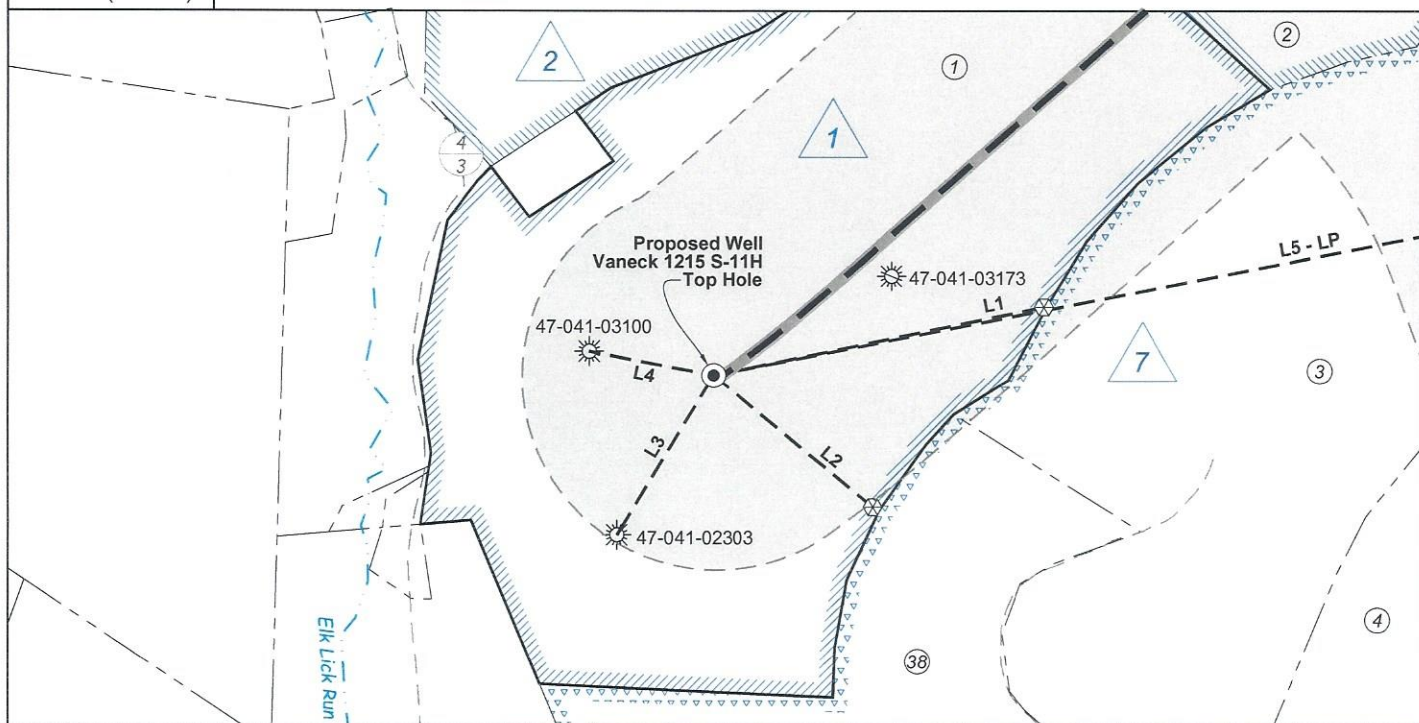 2
1
2
1
4
3
Proposed Well
Vaneck 1215 S-11H
Top Hole
47-041-03173
L5 - LP
L1
47-041-03100
L4
7
3
L3
L2
47-041-02303
4
38
Elk Lick Run